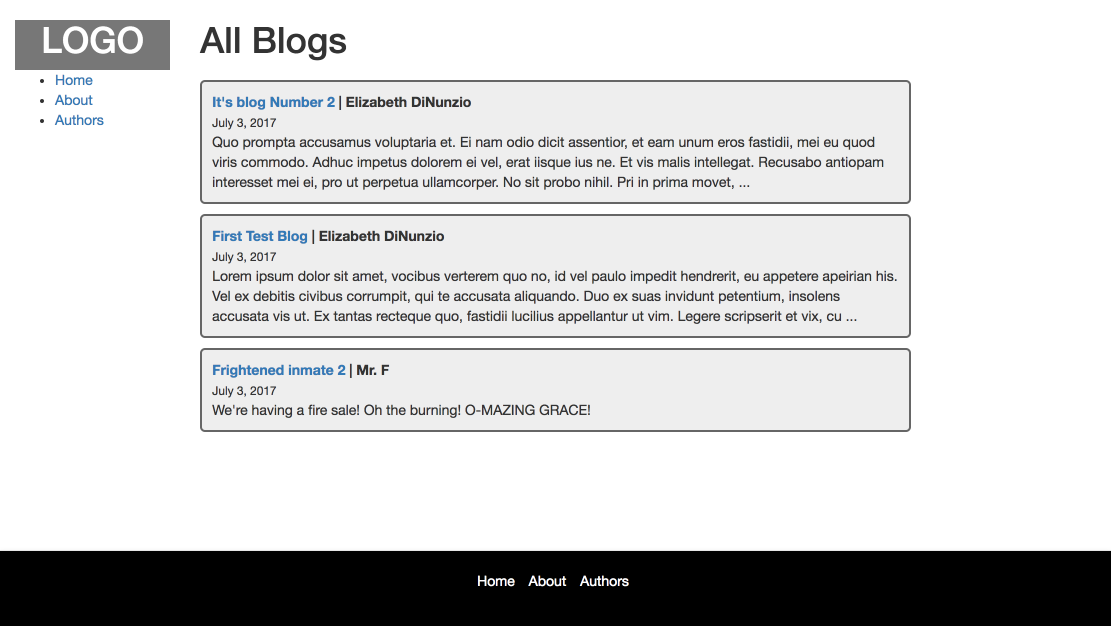 LOGO
Home
About
Authors
All Blogs
It's blog Number 2 | Elizabeth DiNunzio
July 3, 2017
Quo prompta accusamus voluptaria et. Ei nam odio dicit assentior, et eam unum eros fastidii, mei eu quod
viris commodo. Adhuc impetus dolorem ei vel, erat iisque ius ne. Et vis malis intellegat. Recusabo antiopam
interesset mei ei, pro ut perpetua ullamcorper. No sit probo nihil. Pri in prima movet, ...
First Test Blog | Elizabeth DiNunzio
July 3, 2017
Lorem ipsum dolor sit amet, vocibus verterem quo no, id vel paulo impedit hendrerit, eu appetere apeirian his.
Vel ex debitis civibus corrumpit, qui te accusata aliquando. Duo ex suas invidunt petentium, insolens
accusata vis ut. Ex tantas recteque quo, fastidii lucilius appellantur ut vim. Legere scripserit et vix, cu ...
Frightened inmate 2 | Mr. F
July 3, 2017
We're having a fire sale! Oh the burning! O-MAZING GRACE!
Home About Authors